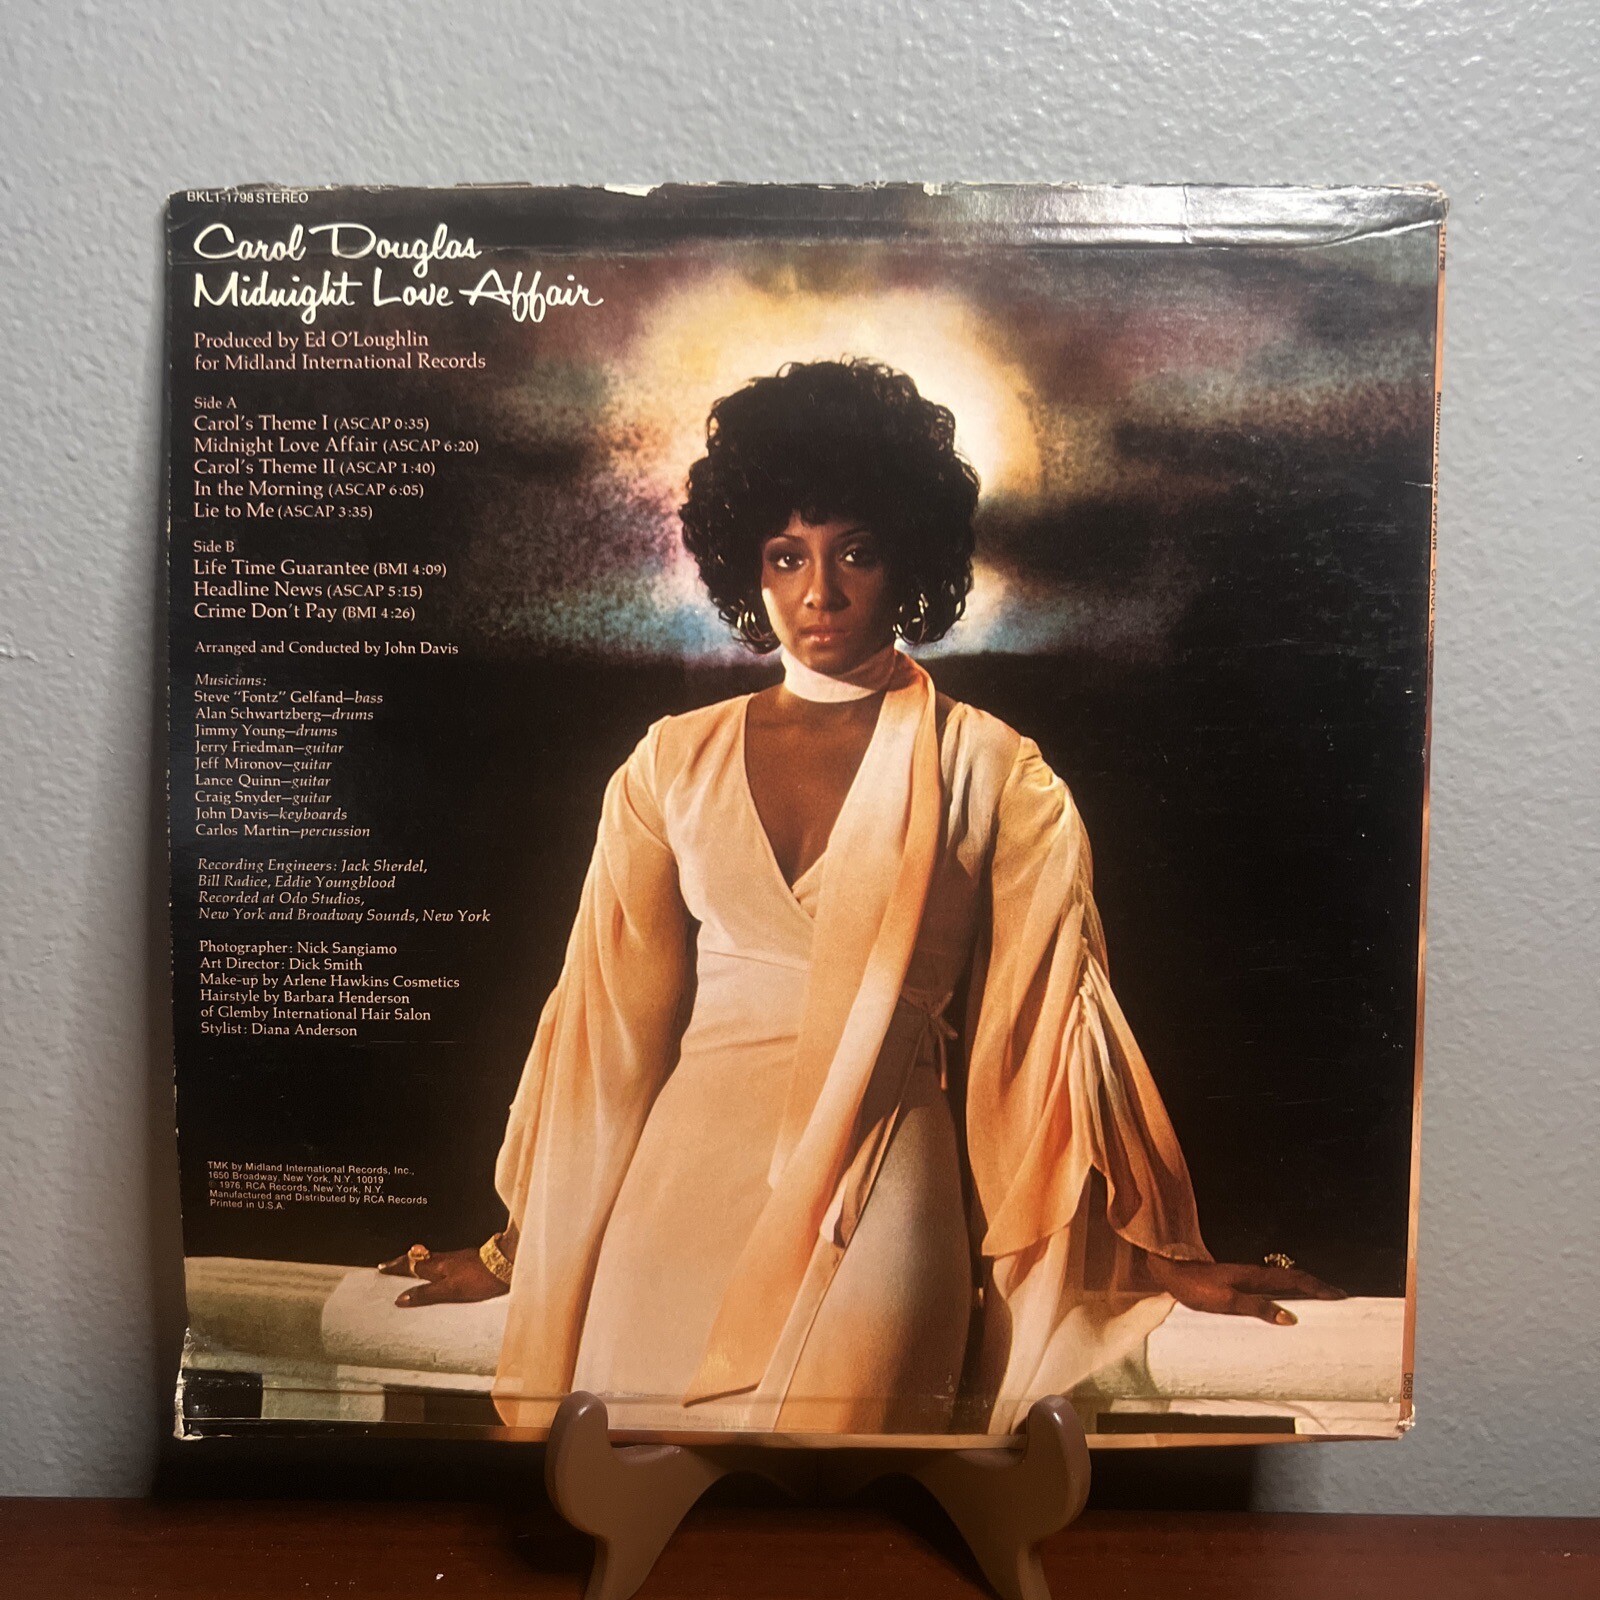 BKL1-1798 STEREO
Carol Douglas
Midnight Love Affair
Produced by Ed O'Loughlin
for Midland International Records
Side A
Carol's Theme I (ASCAP 0:35)
Midnight Love Affair (ASCAP 6:20)
Carol's Theme II (ASCAP 1:40)
In the Morning (ASCAP 6:05)
Lie to Me (ASCAP 3:35)
Side B
Life Time Guarantee (BMI 4:09)
Headline News (ASCAP 5:15)
Crime Don't Pay (BMI 4:26)
Arranged and Conducted by John Davis
Musicians:
Steve "Fontz" Gelfand—bass
Alan Schwartzberg—drums
Jimmy Young—drums
Jerry Friedman—guitar
Jeff Mironov—guitar
Lance Quinn—guitar
Craig Snyder—guitar
John Davis—keyboards
Carlos Martin—percussion
Recording Engineers: Jack Sherdel,
Bill Radice, Eddie Youngblood
Recorded at Odo Studios,
New York and Broadway Sounds, New York
Photographer: Nick Sangiamo
Art Director: Dick Smith
Make-up by Arlene Hawkins Cosmetics
Hairstyle by Barbara Henderson
of Glemby International Hair Salon
Stylist: Diana Anderson
TMK by Midland International Records, Inc.,
1650 Broadway, New York, N.Y. 10019
© 1976, RCA Records, New York, N.Y.
Manufactured and Distributed by RCA Records
Printed in U.S.A.
MIDNIGHT LOVE AFFAIR — CAROL DOUGLAS
0698